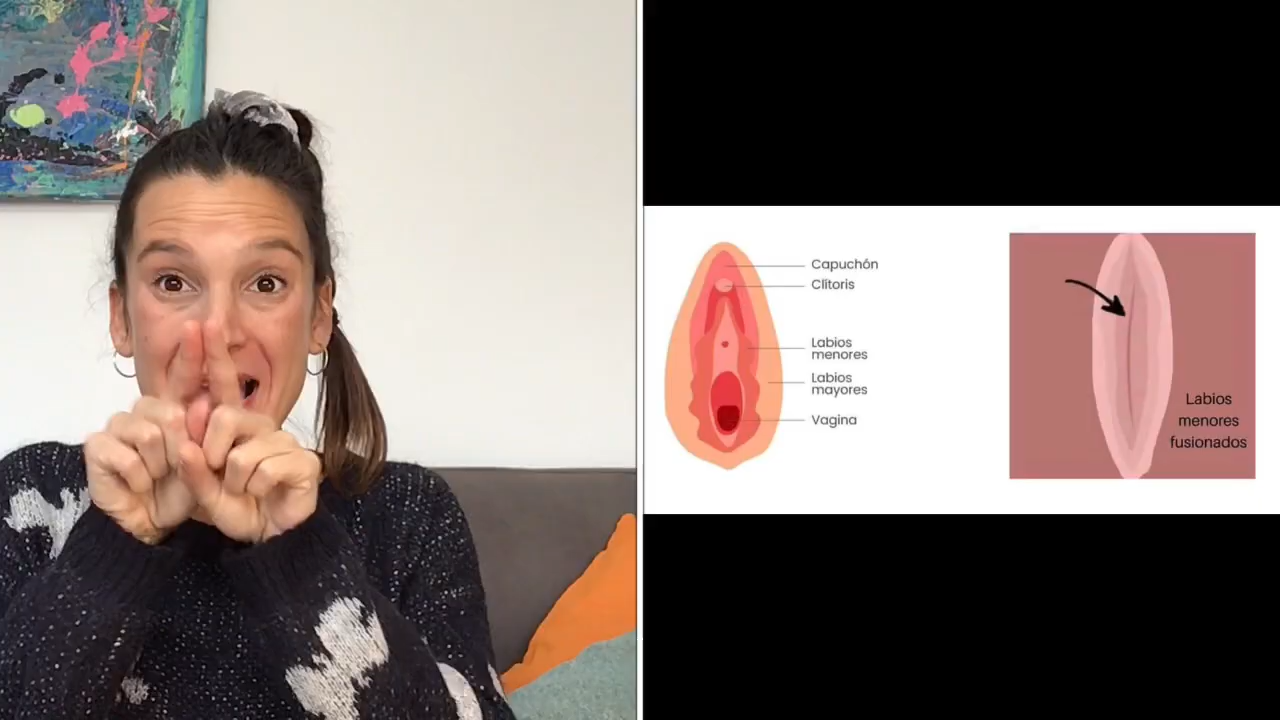 Capuchón
Clítoris
Labios
menores
Labios
mayores
Vagina
Labios
menores
fusionados